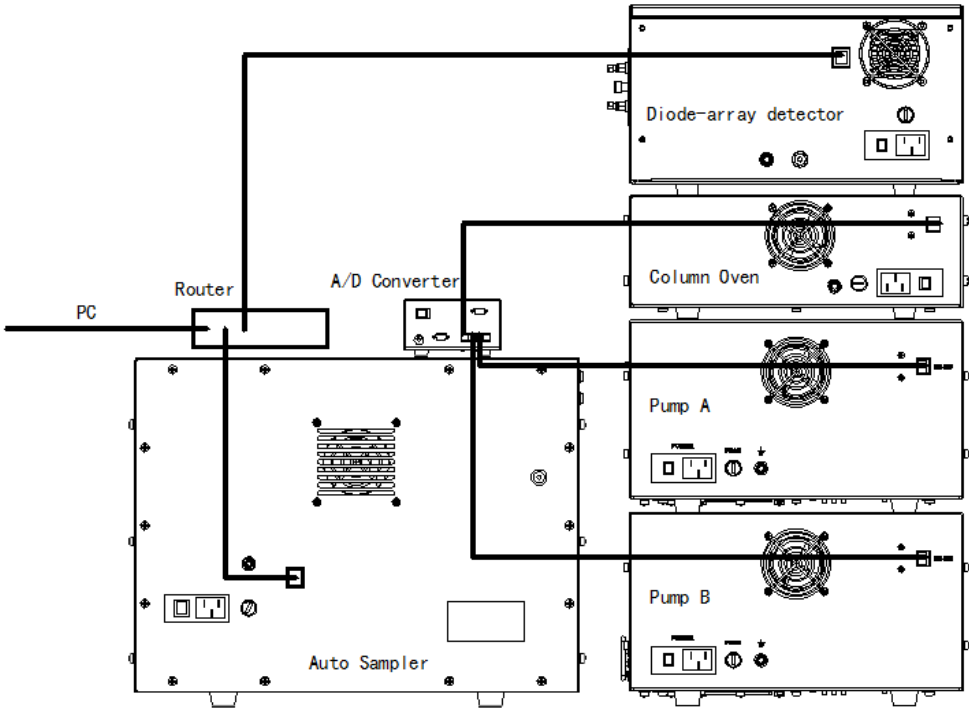 Diode-array detector
Column Oven
A/D Converter
Router
PC
Pump A
Pump B
Auto Sampler